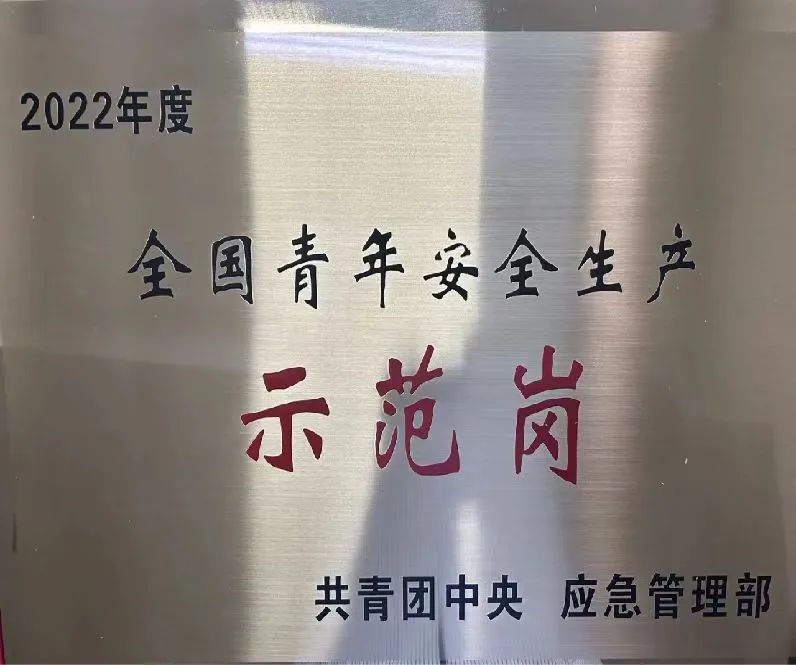 2022年度
全国青年安全生产
示范岗
共青团中央 应急管理部